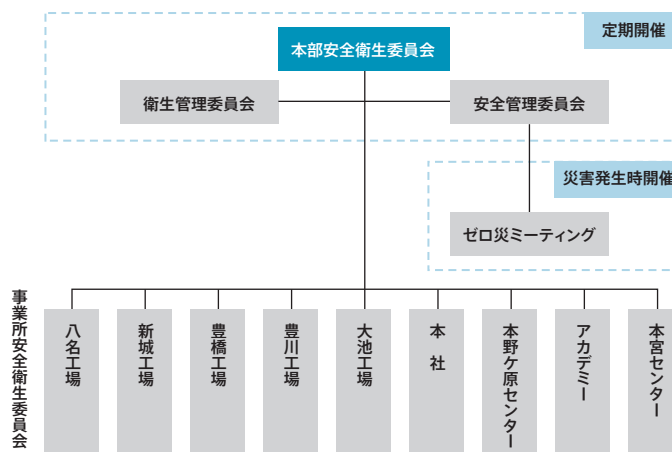 定期開催
本部安全衛生委員会
衛生管理委員会
安全管理委員会
災害発生時開催
ゼロ災ミーティング
事業所安全衛生委員会
八名工場
新城工場
豊橋工場
豊川工場
大池工場
本社
本野ケ原センター
アカデミー
本宮センター